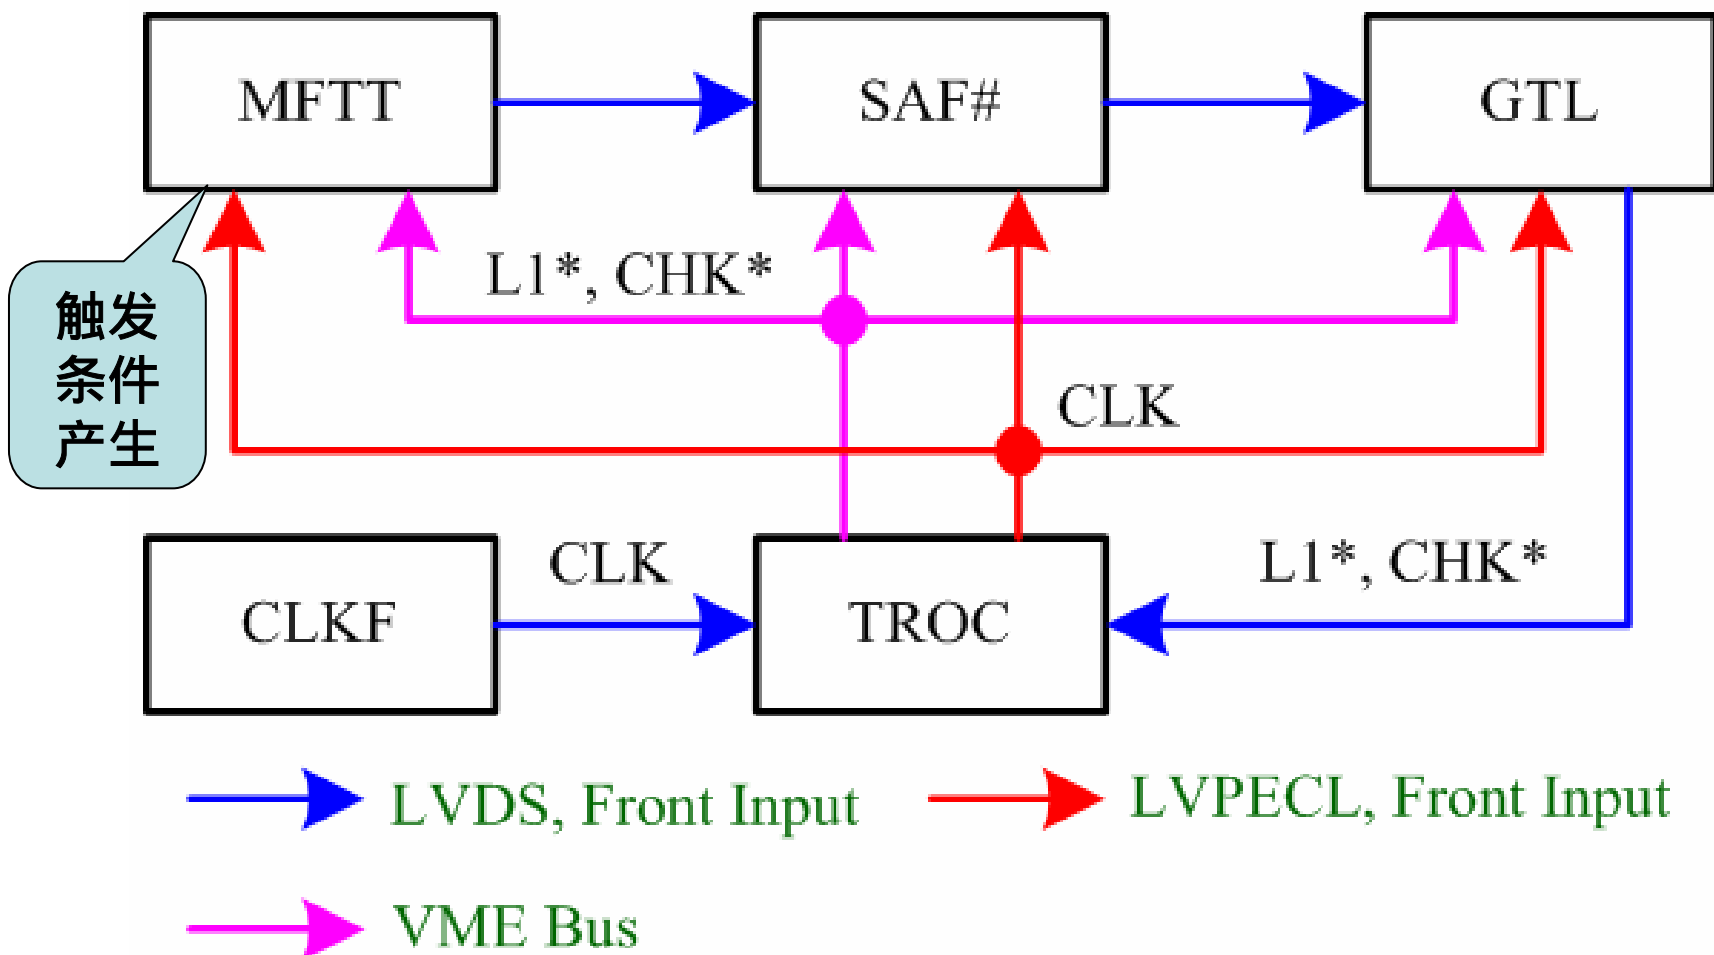 MFTT
SAF#
GTL
L1*, CHK*
触发
条件
产生
CLK
CLK
L1*, CHK*
CLKF
TROC
LVDS, Front Input
LVPECL, Front Input
VME Bus